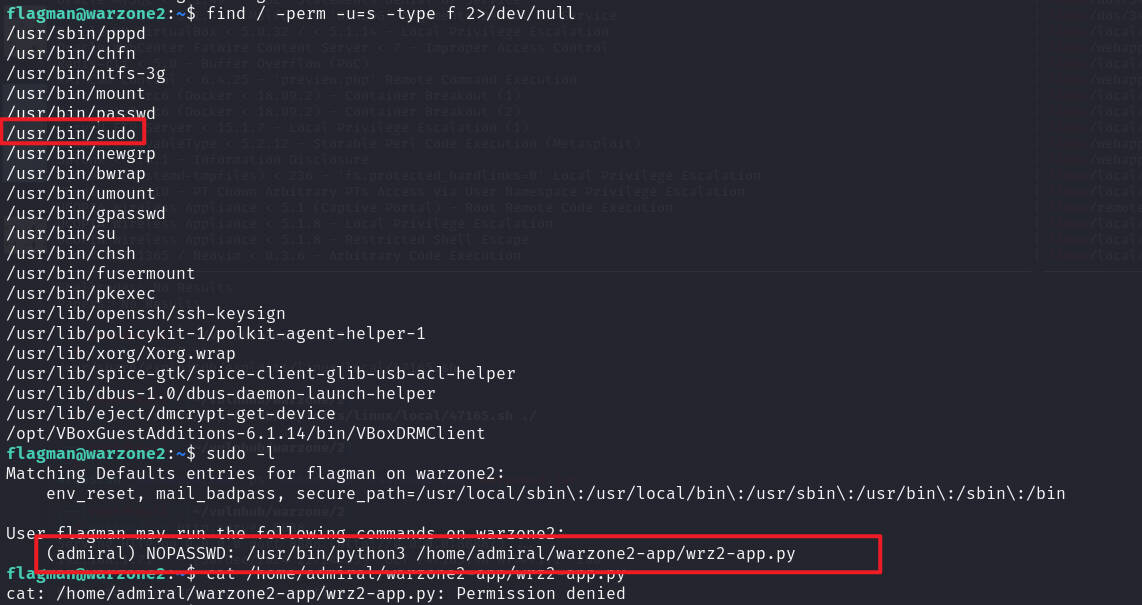 flagman@warzone2:~$ find / -perm -u=s -type f 2>/dev/null
/usr/sbin/pppd
/usr/bin/chfn
/usr/bin/ntfs-3g
/usr/bin/mount
/usr/bin/passwd
/usr/bin/sudo
/usr/bin/newgrp
/usr/bin/bwrap
/usr/bin/umount
/usr/bin/gpasswd
/usr/bin/su
/usr/bin/chsh
/usr/bin/fusermount
/usr/bin/pkexec
/usr/lib/openssh/ssh-keysign
/usr/lib/policykit-1/polkit-agent-helper-1
/usr/lib/xorg/Xorg.wrap
/usr/lib/spice-gtk/spice-client-glib-usb-acl-helper
/usr/lib/dbus-1.0/dbus-daemon-launch-helper
/usr/lib/eject/dmcrypt-get-device
/opt/VBoxGuestAdditions-6.1.14/bin/VBoxDRMClient
flagman@warzone2:~$ sudo -l
Matching Defaults entries for flagman on warzone2:
    env_reset, mail_badpass, secure_path=/usr/local/sbin\:/usr/local/bin\:/usr/sbin\:/usr/bin\:/sbin\:/bin
User flagman may run the following commands on warzone2:
    (admiral) NOPASSWD: /usr/bin/python3 /home/admiral/warzone2-app/wrz2-app.py
flagman@warzone2:~$ cat /home/admiral/warzone2-app/wrz2-app.py
cat: /home/admiral/warzone2-app/wrz2-app.py: Permission denied